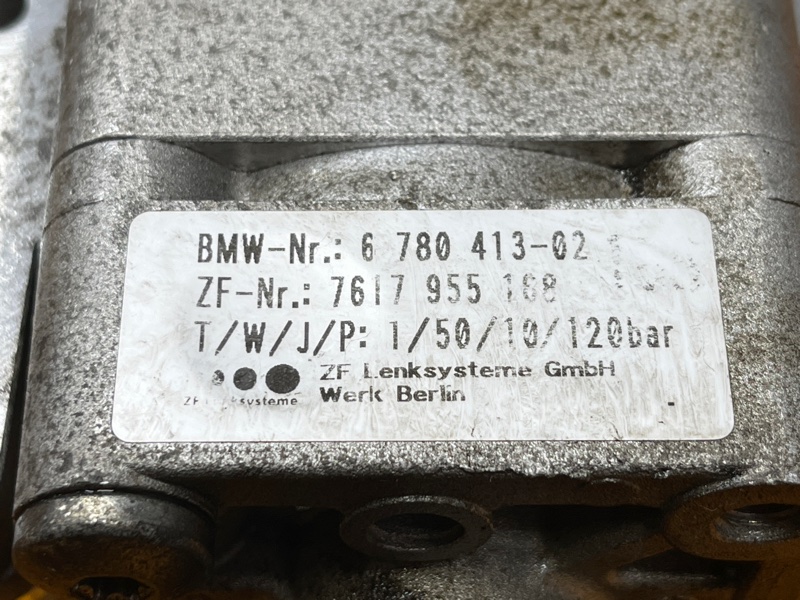 BMW-Nr.: 6 780 413-02
ZF-Nr.: 7617 955 168
T/W/J/P: 1/50/10/120bar
ZF Lenksysteme GmbH
Werk Berlin